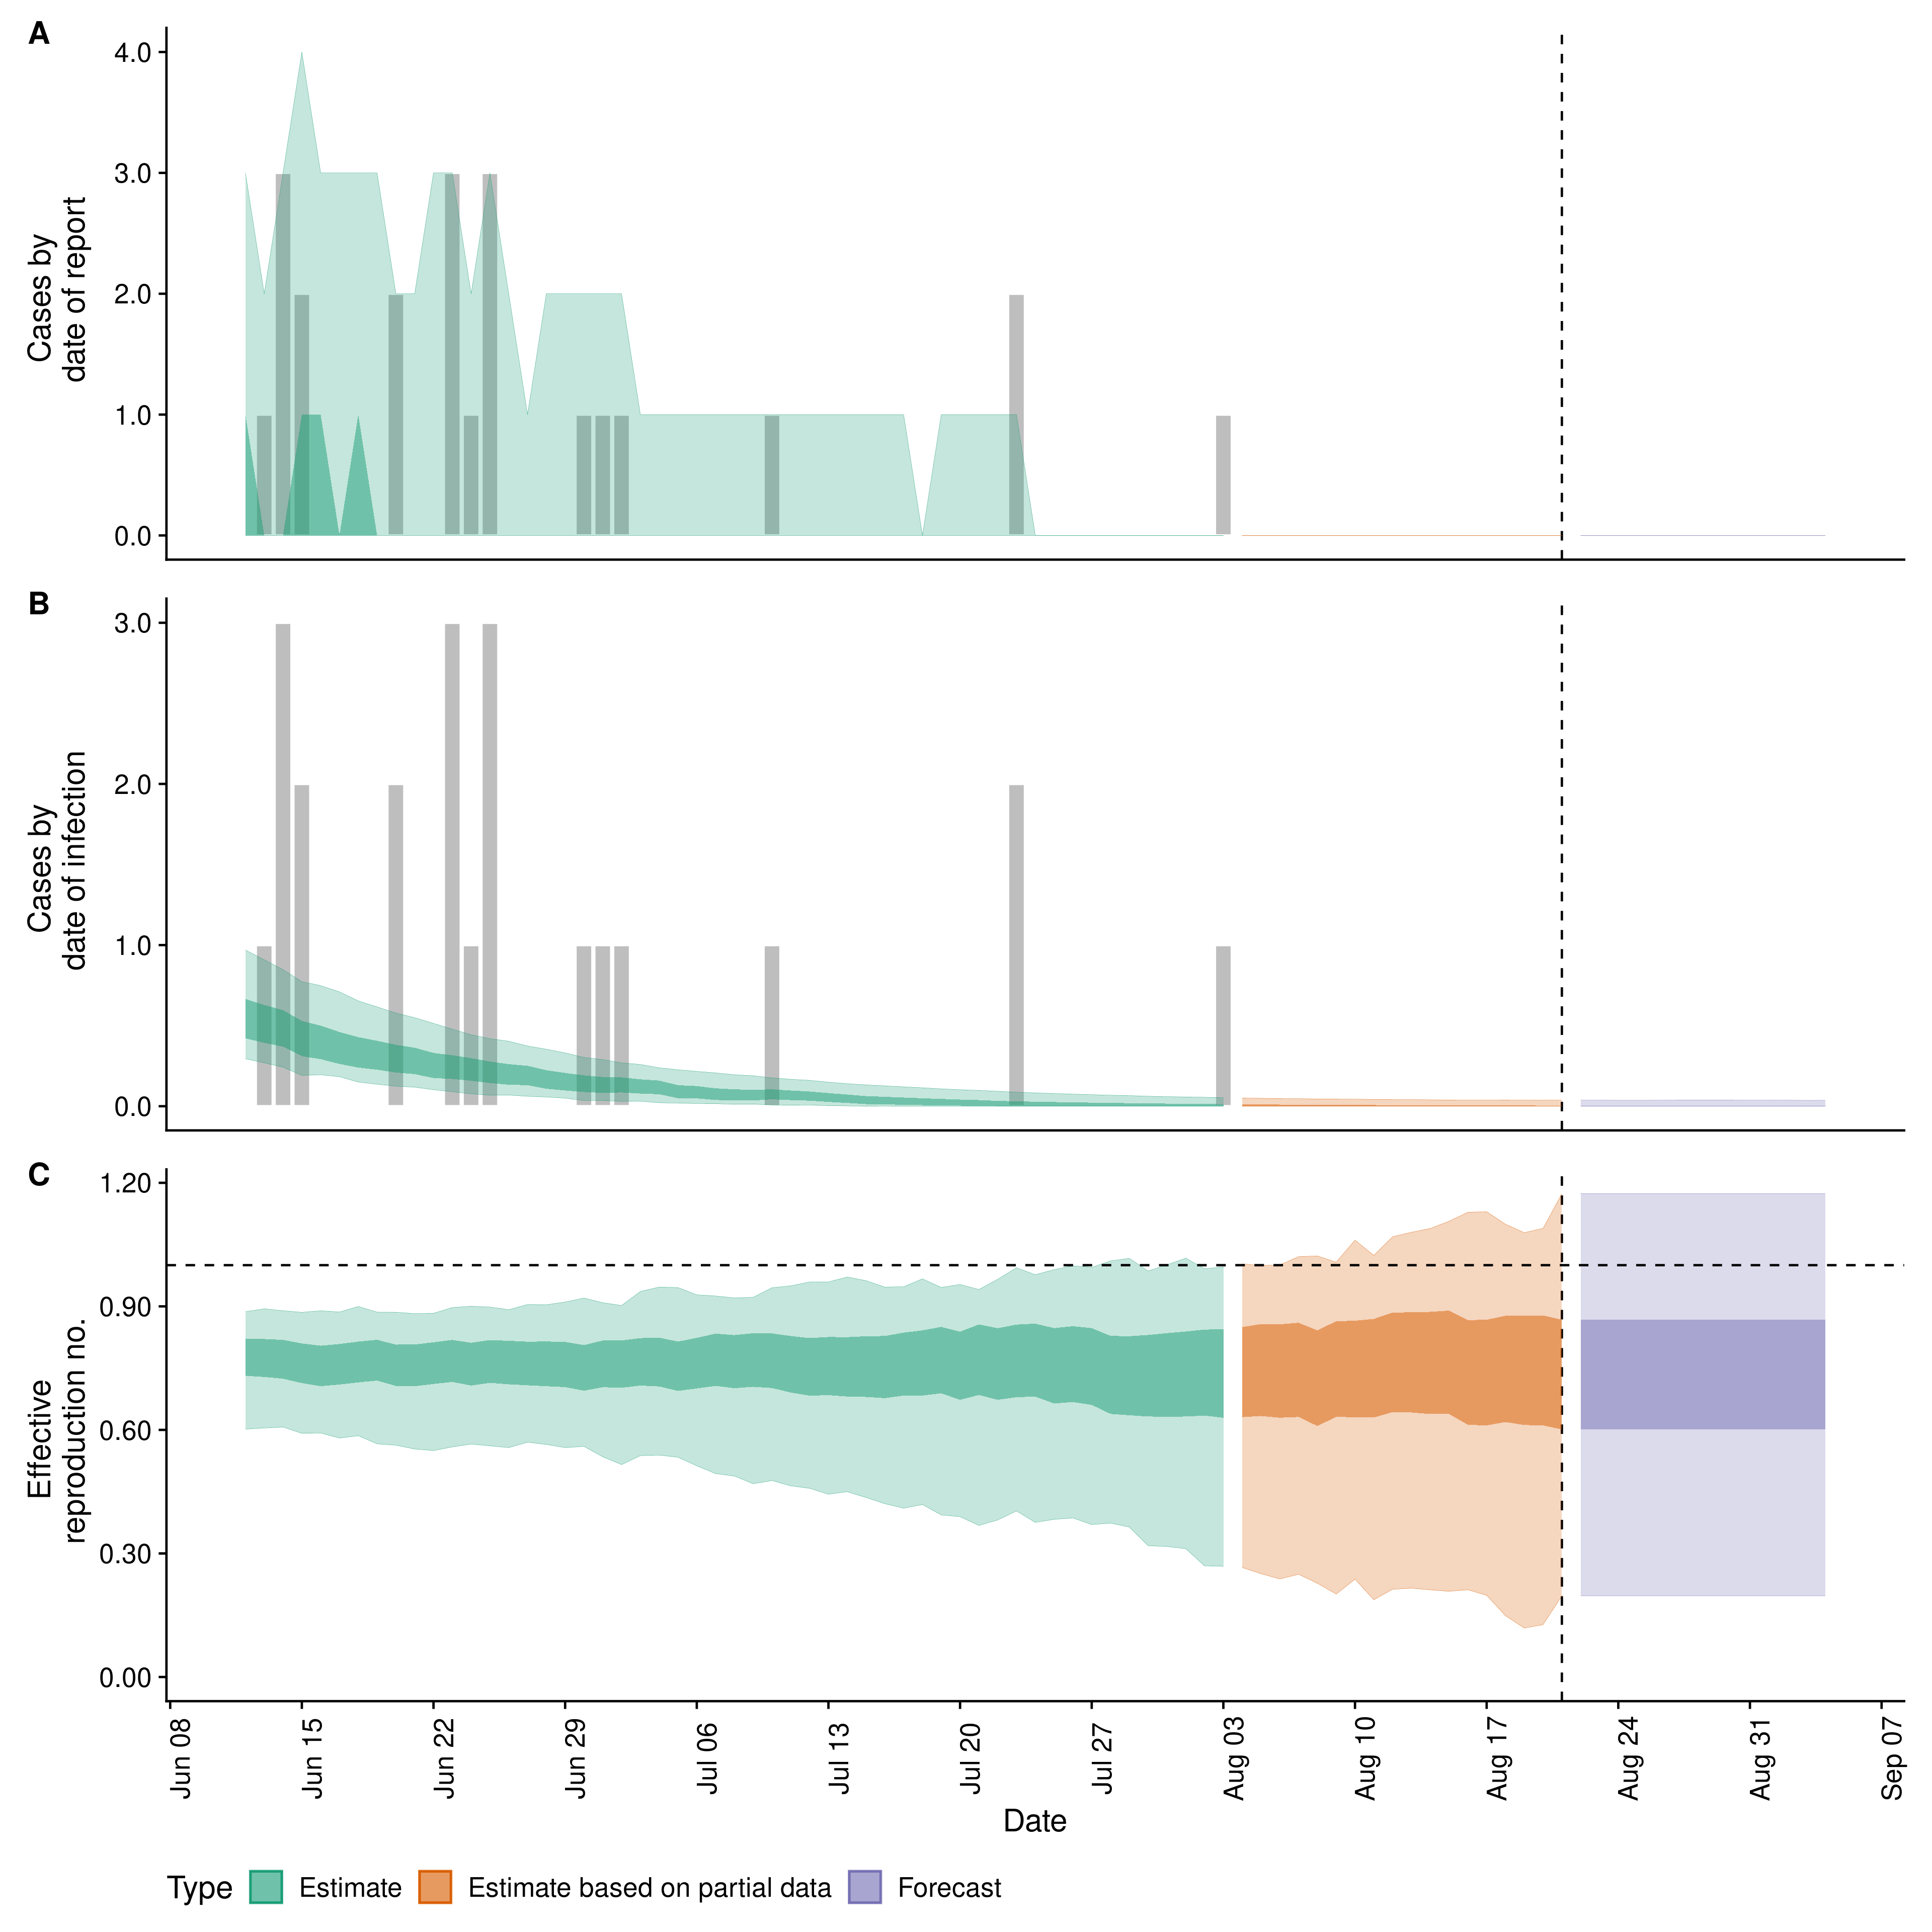 A
Cases by
date of report
4.0
3.0
2.0
1.0
0.0
B
Cases by
date of infection
3.0
2.0
1.0
0.0
C
Effective
reproduction no.
1.20
0.90
0.60
0.30
0.00
Jun 08
Jun 15
Jun 22
Jun 29
Jul 06
Jul 13
Jul 20
Jul 27
Aug 03
Aug 10
Aug 17
Aug 24
Aug 31
Sep 07
Date
Type Estimate Estimate based on partial data Forecast